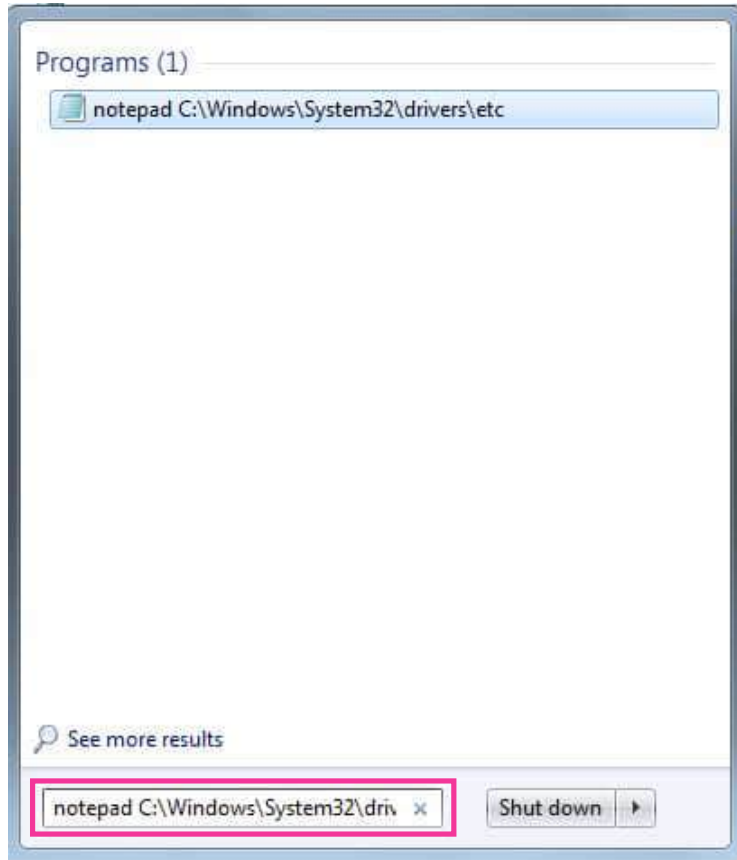 Programs (1)
notepad C:\Windows\System32\drivers\etc
See more results
notepad C:\Windows\System32\driv
Shut down